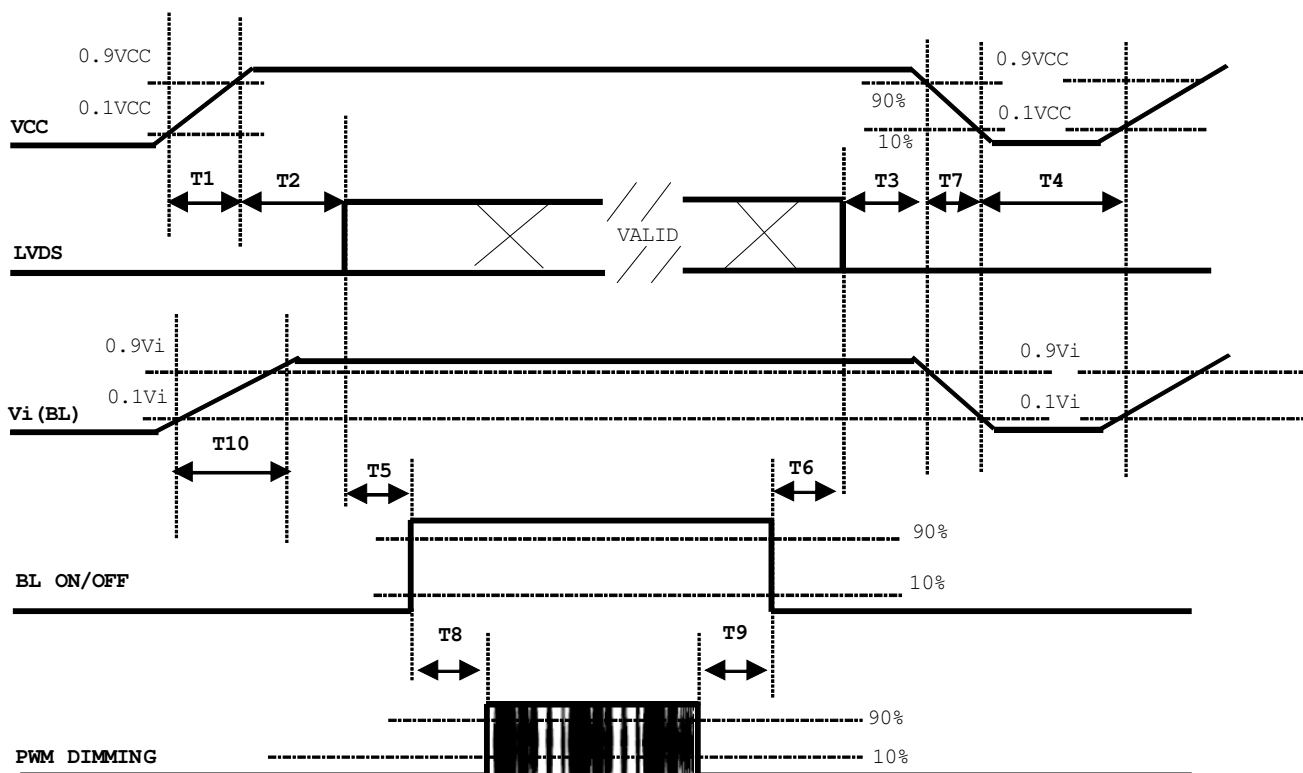 0.9VCC
0.9VCC
90%
0.1VCC
0.1VCC
VCC
10%
T1
T2
T3
T7
T4
VALID
LVDS
0.9Vi
0.9Vi
0.1Vi
0.1Vi
Vi(BL)
T10
T5
T6
90%
BL ON/OFF
10%
T8
T9
90%
PWM DIMMING
10%